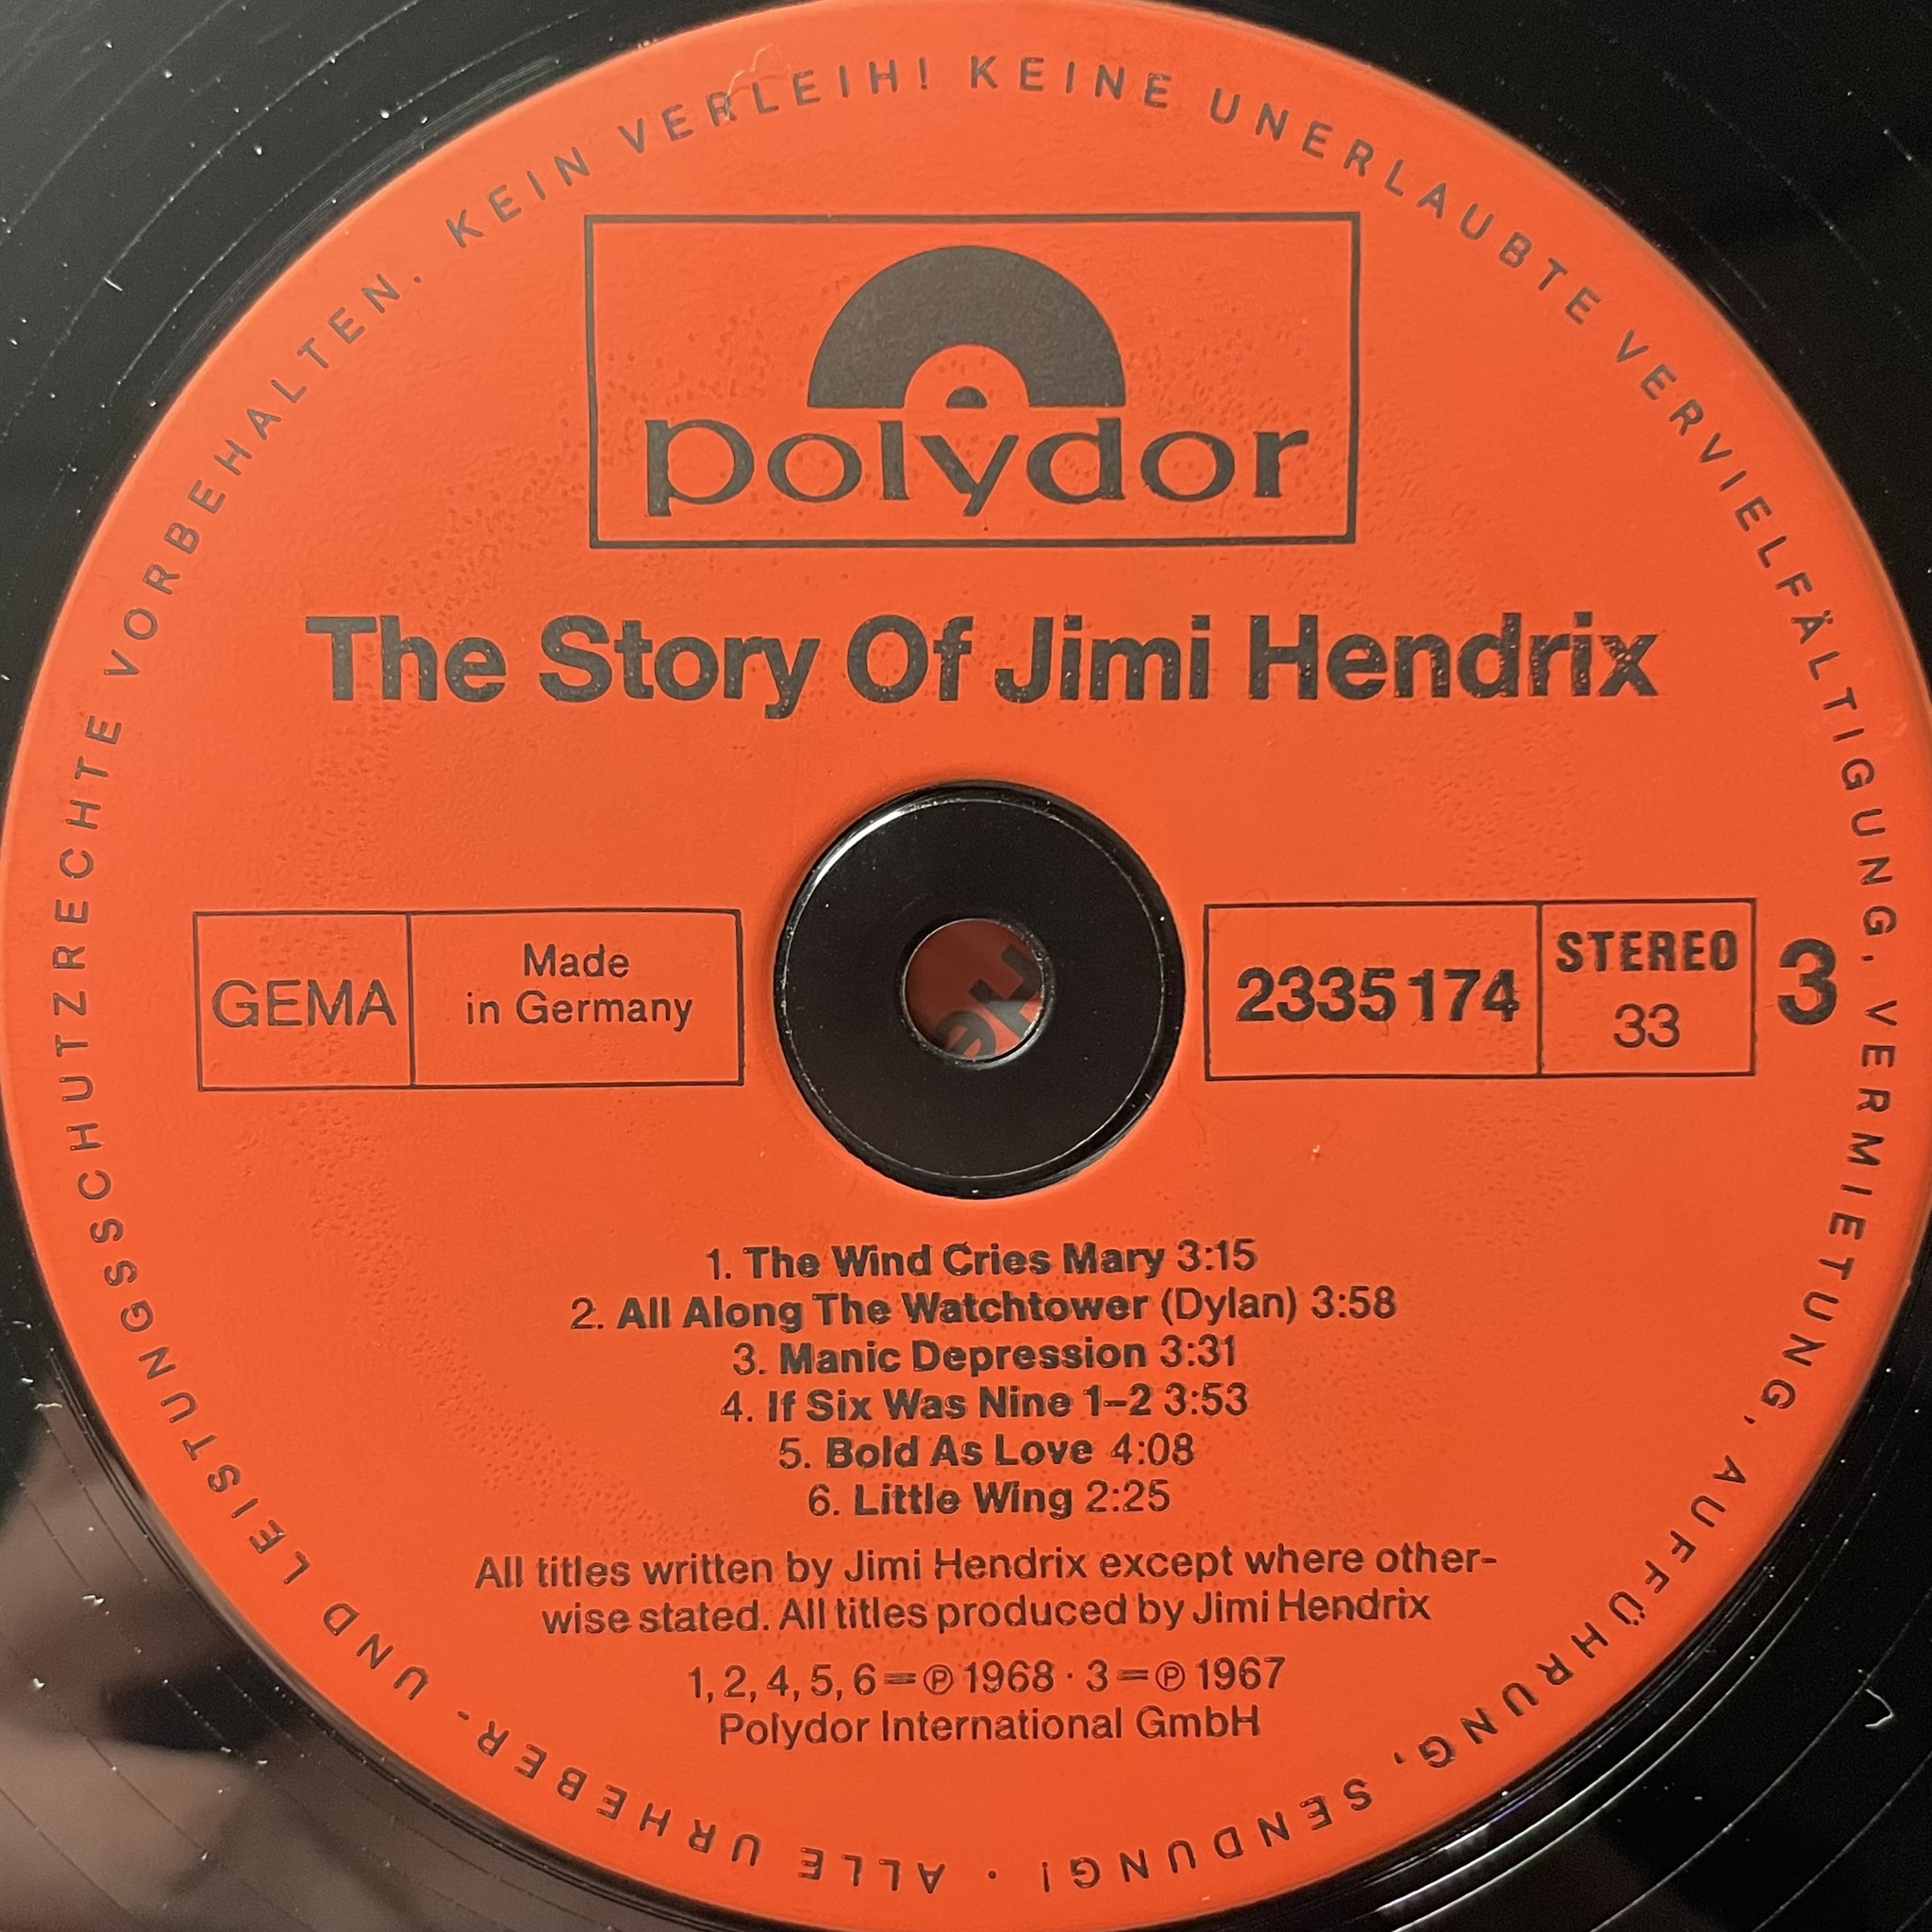 ALLE URHEBER- UND LEISTUNGSSCHUTZRECHTE VORBEHALTEN. KEIN VERLEIH! KEINE UNERLAUBTE VERVIELFÄLTIGUNG, VERMIETUNG, AUFFÜHRUNG, SENDUNG! ·
polydor
The Story Of Jimi Hendrix
GEMA
Made
in Germany
2335 174
STEREO
33
3
He
1. The Wind Cries Mary 3:15
2. All Along The Watchtower (Dylan) 3:58
3. Manic Depression 3:31
4. If Six Was Nine 1–2 3:53
5. Bold As Love 4:08
6. Little Wing 2:25
All titles written by Jimi Hendrix except where other-
wise stated. All titles produced by Jimi Hendrix
1, 2, 4, 5, 6 = ℗ 1968 · 3 = ℗ 1967
Polydor International GmbH